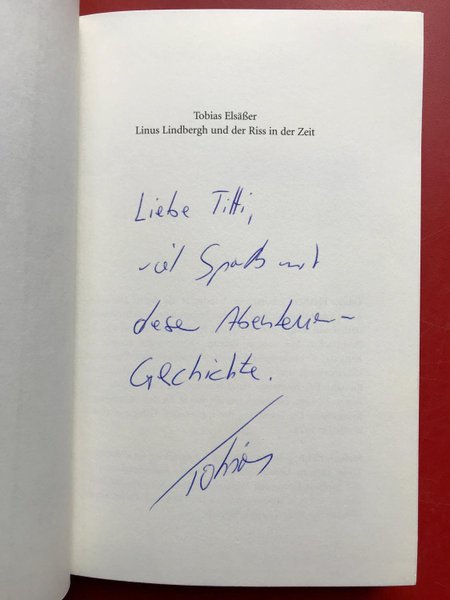 Tobias Elsäßer
Linus Lindbergh und der Riss in der Zeit
Liebe Titti,
viel Spaß mit
dieser Abenteuer-
Geschichte.
Tobias